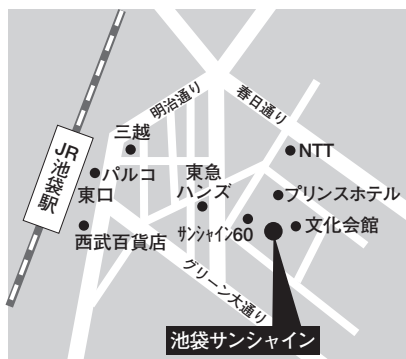 明治通り
春日通り
三越
JR池袋駅
パルコ
東口
西武百貨店
東急
ハンズ
NTT
プリンスホテル
サンシャイン60
文化会館
グリーン大通り
池袋サンシャイン